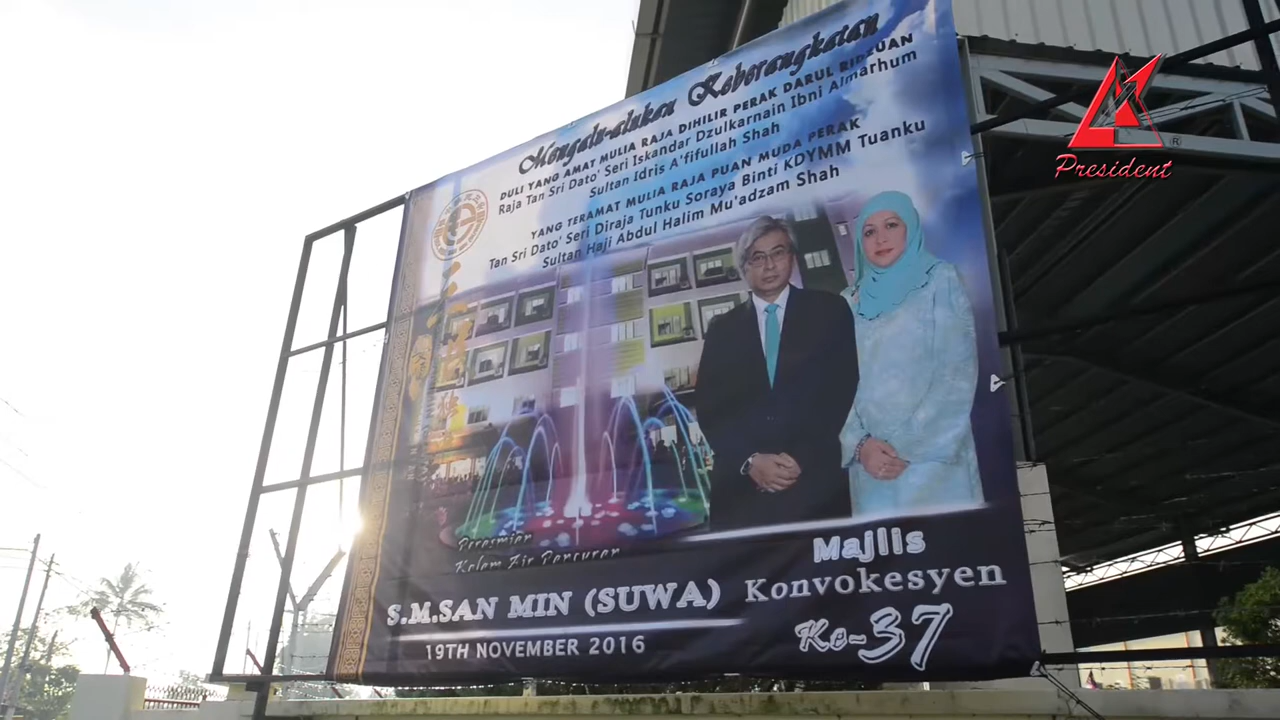 Mengalu-alukan Keberangkatan
DULI YANG AMAT MULIA RAJA DIHILIR PERAK DARUL RIDZUAN
Raja Tan Sri Dato' Seri Iskandar Dzulkarnain Ibni Almarhum
Sultan Idris A'fifullah Shah
YANG TERAMAT MULIA RAJA PUAN MUDA PERAK
Tan Sri Dato' Seri Diraja Tunku Soraya Binti KDYMM Tuanku
Sultan Haji Abdul Halim Mu'adzam Shah
Perasmian
Kolam Air Pancuran
S.M.SAN MIN (SUWA)
19TH NOVEMBER 2016
Majlis
Konvokesyen
Ke-37
President
®